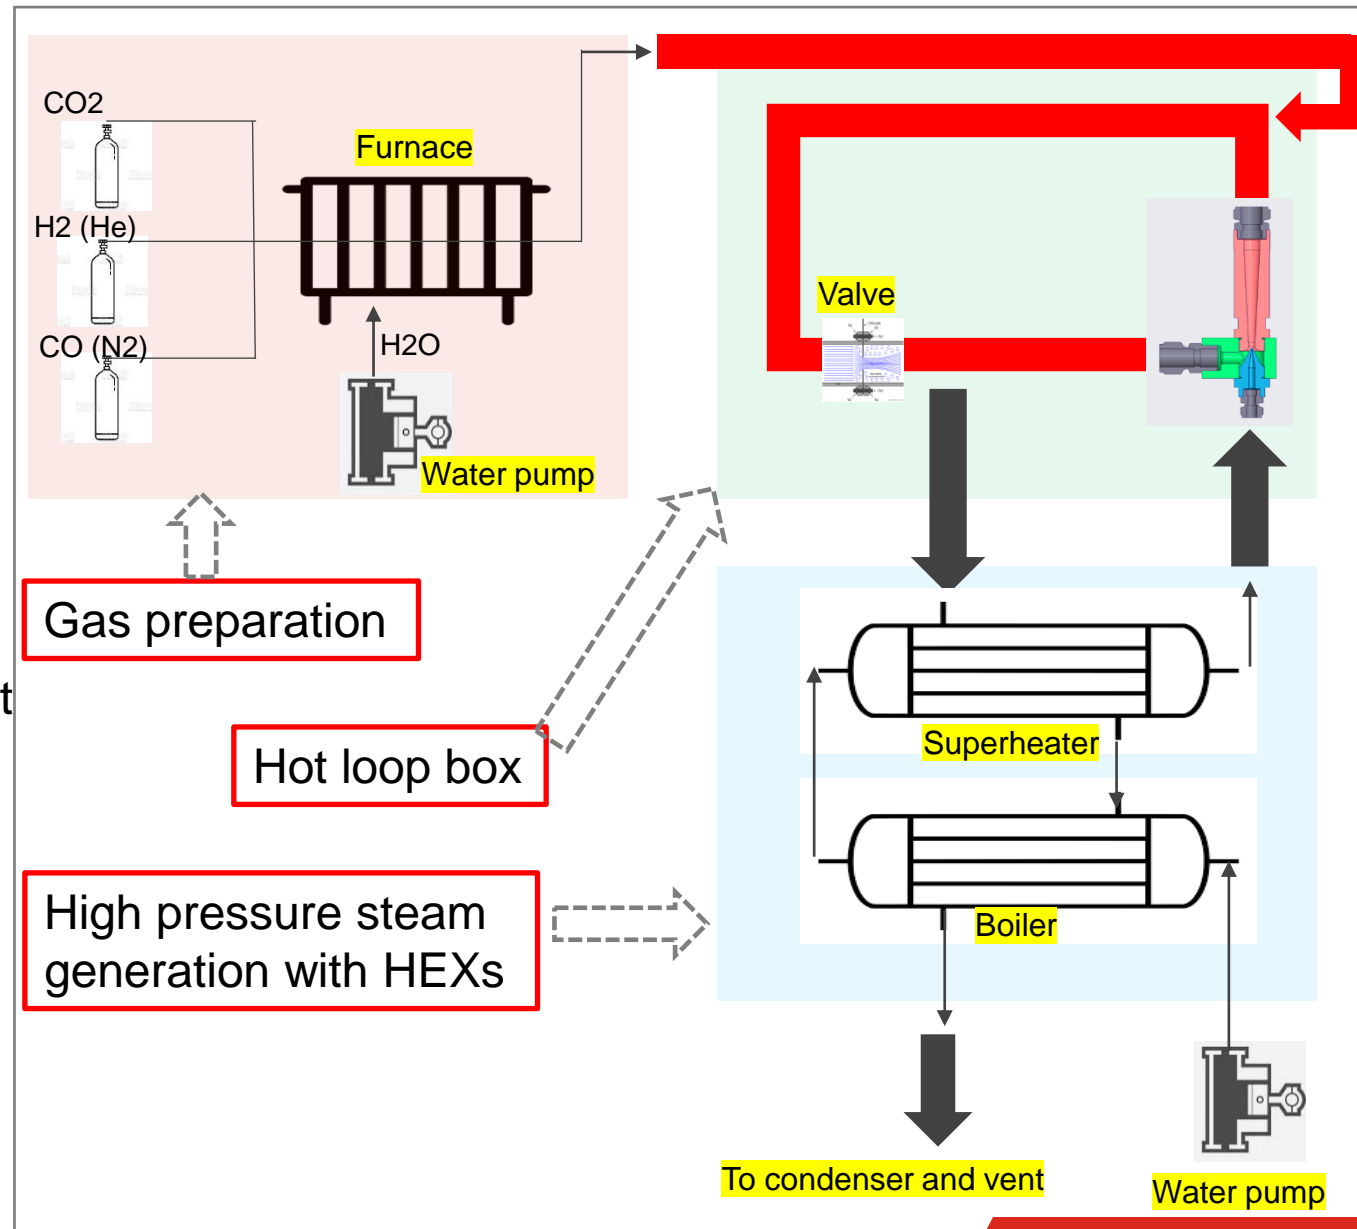 CO2
Furnace
H2 (He)
Valve
CO (N2)
H2O
Water pump
Gas preparation
t
Superheater
Hot loop box
High pressure steam
generation with HEXs
Boiler
To condenser and vent
Water pump